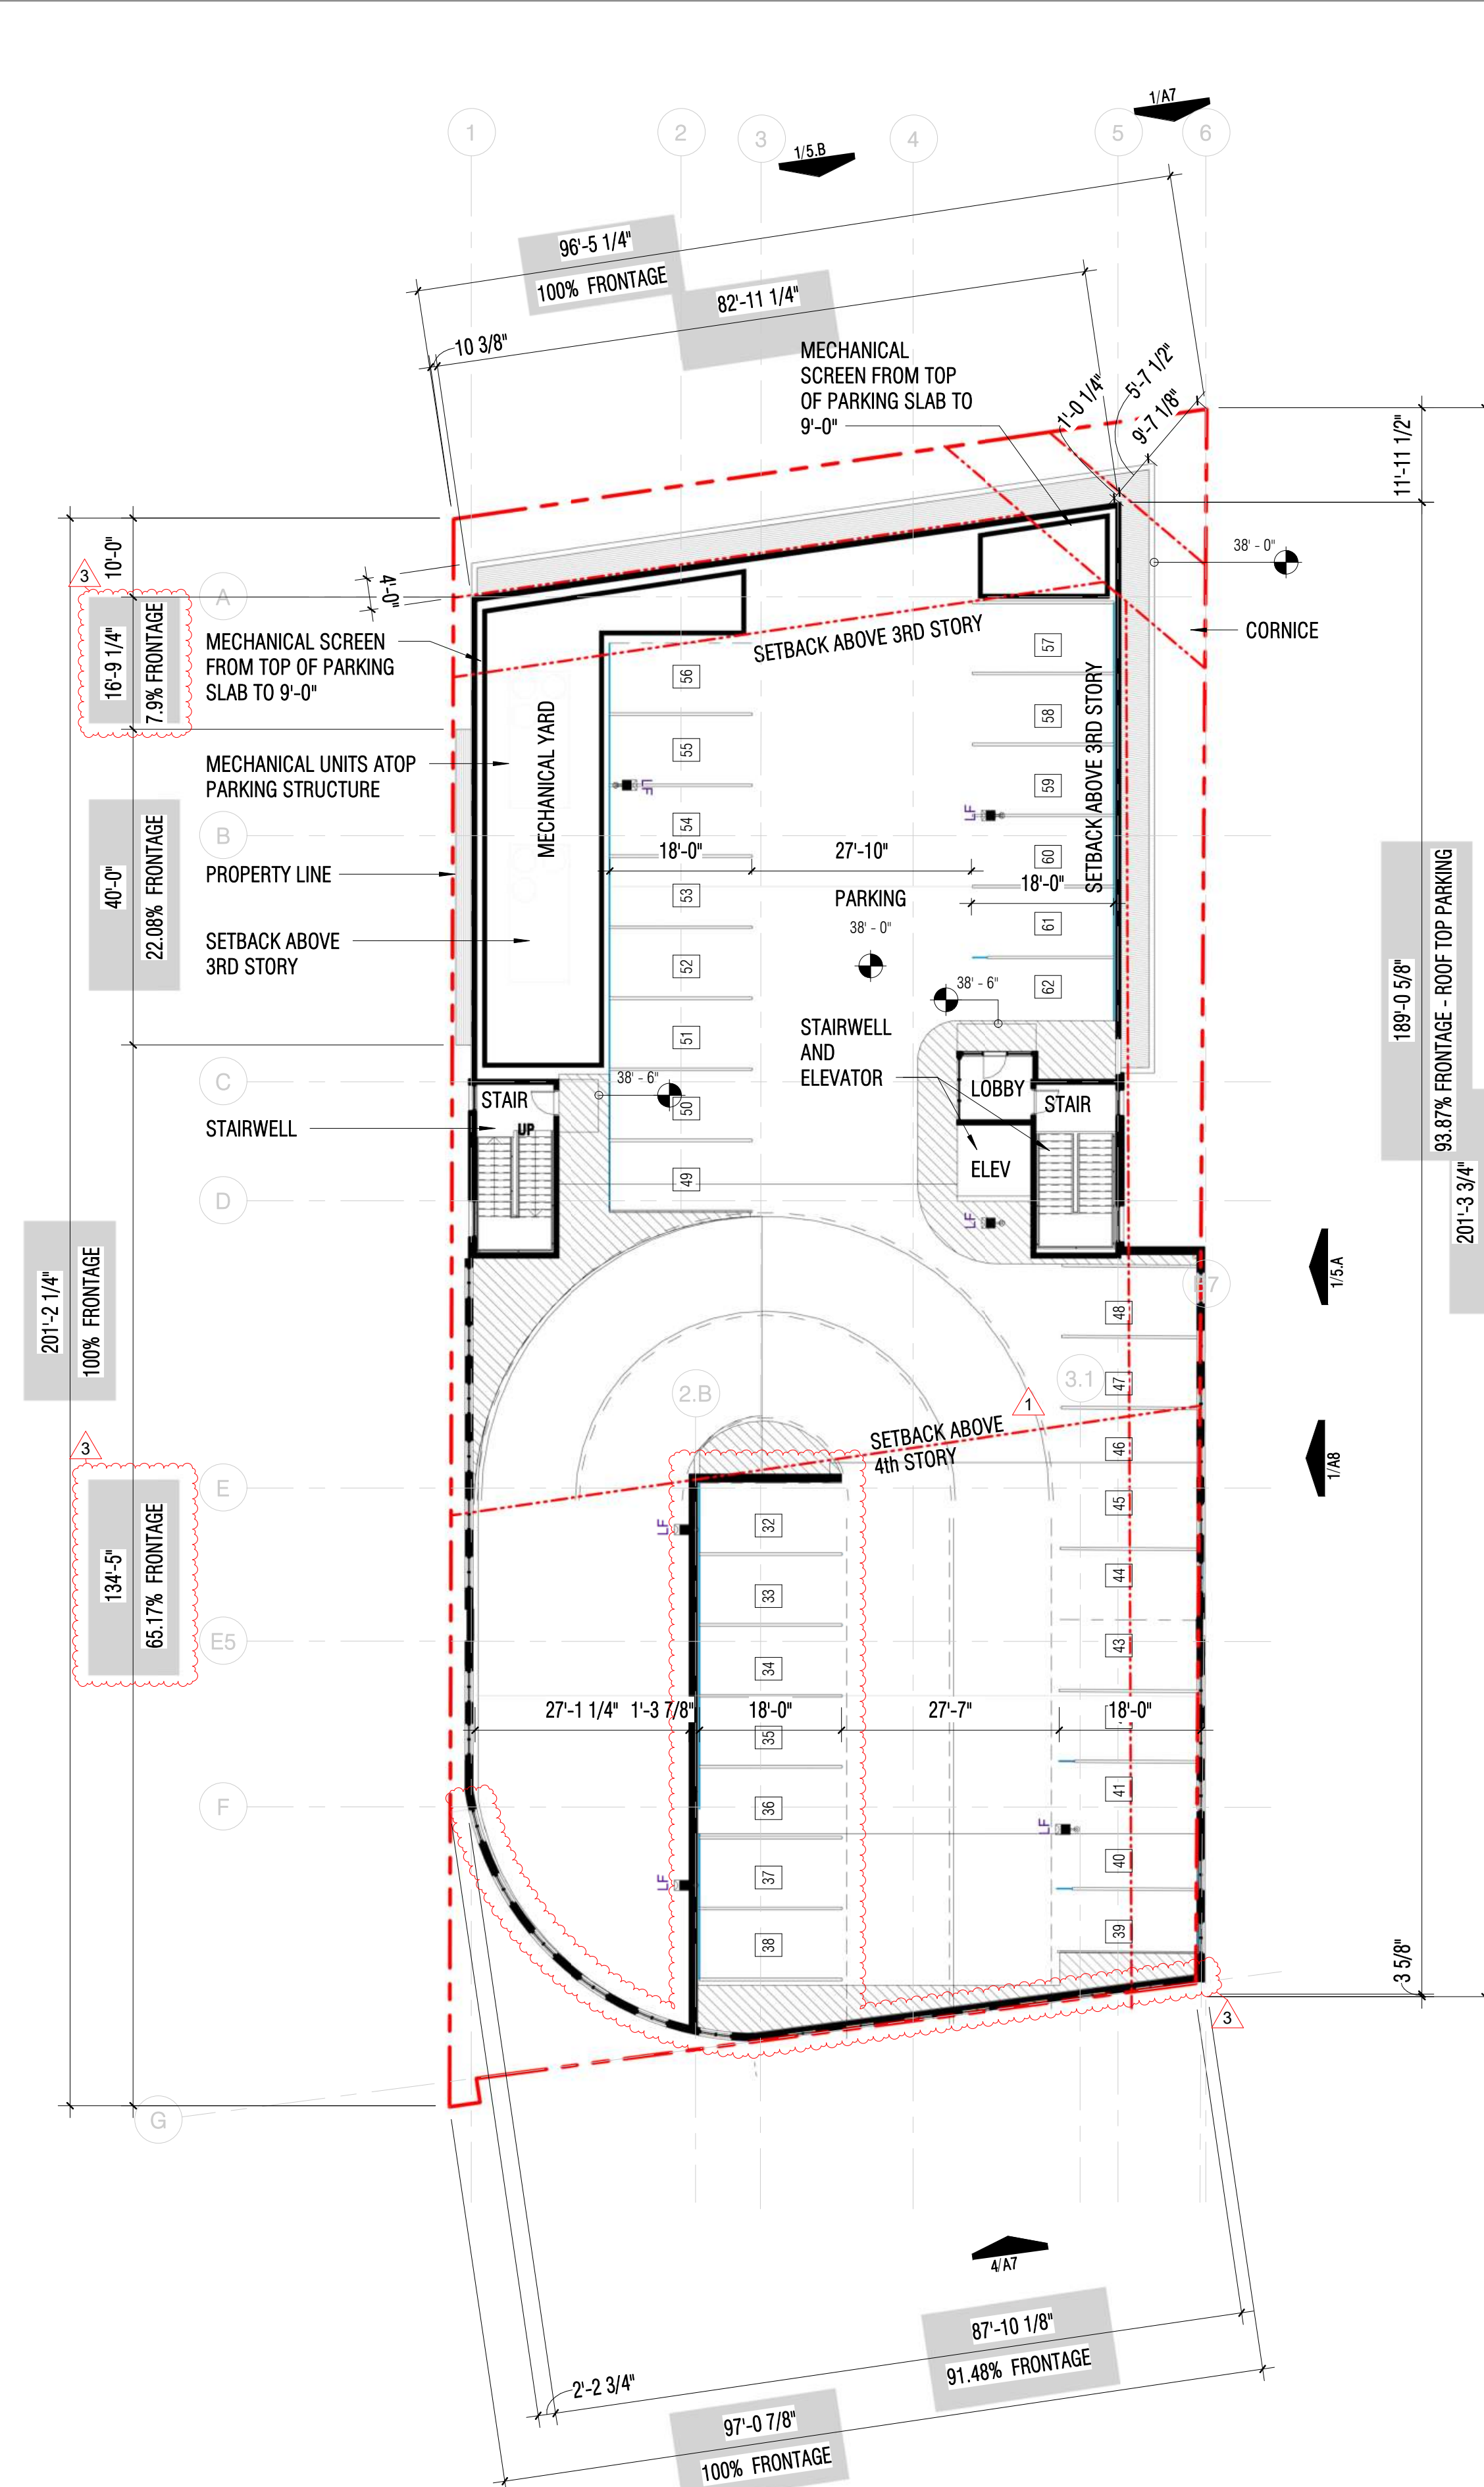 1/A7
1
2
3
4
5
6
1/5.B
96'-5 1/4"
100% FRONTAGE
82'-11 1/4"
10 3/8"
MECHANICAL
SCREEN FROM TOP
OF PARKING SLAB TO
9'-0"
1'-0 1/4"
5'-7 1/2"
9'-7 1/8"
11'-11 1/2"
10'-0"
3
A
4'-0"
38' - 0"
16'-9 1/4"
7.9% FRONTAGE
MECHANICAL SCREEN
FROM TOP OF PARKING
SLAB TO 9'-0"
SETBACK ABOVE 3RD STORY
CORNICE
57
56
58
55
59
54
60
53
61
52
62
51
50
49
MECHANICAL YARD
SETBACK ABOVE 3RD STORY
MECHANICAL UNITS ATOP
PARKING STRUCTURE
LF
LF
B
40'-0"
22.08% FRONTAGE
PROPERTY LINE
18'-0"
27'-10"
18'-0"
PARKING
38' - 0"
SETBACK ABOVE
3RD STORY
189'-0 5/8"
93.87% FRONTAGE - ROOF TOP PARKING
201'-3 3/4"
38' - 6"
STAIRWELL
AND
ELEVATOR
C
38' - 6"
STAIR
LOBBY
STAIR
STAIRWELL
UP
ELEV
D
LF
201'-2 1/4"
100% FRONTAGE
1/5.A
48
47
2.B
3.1
1
SETBACK ABOVE
4th STORY
46
1/A8
3
E
45
32
LF
134'-5"
65.17% FRONTAGE
44
33
E5
43
34
27'-1 1/4"
1'-3 7/8"
18'-0"
27'-7"
18'-0"
35
41
36
F
LF
40
37
LF
39
38
3 5/8"
3
G
4/A7
87'-10 1/8"
91.48% FRONTAGE
2'-2 3/4"
97'-0 7/8"
100% FRONTAGE